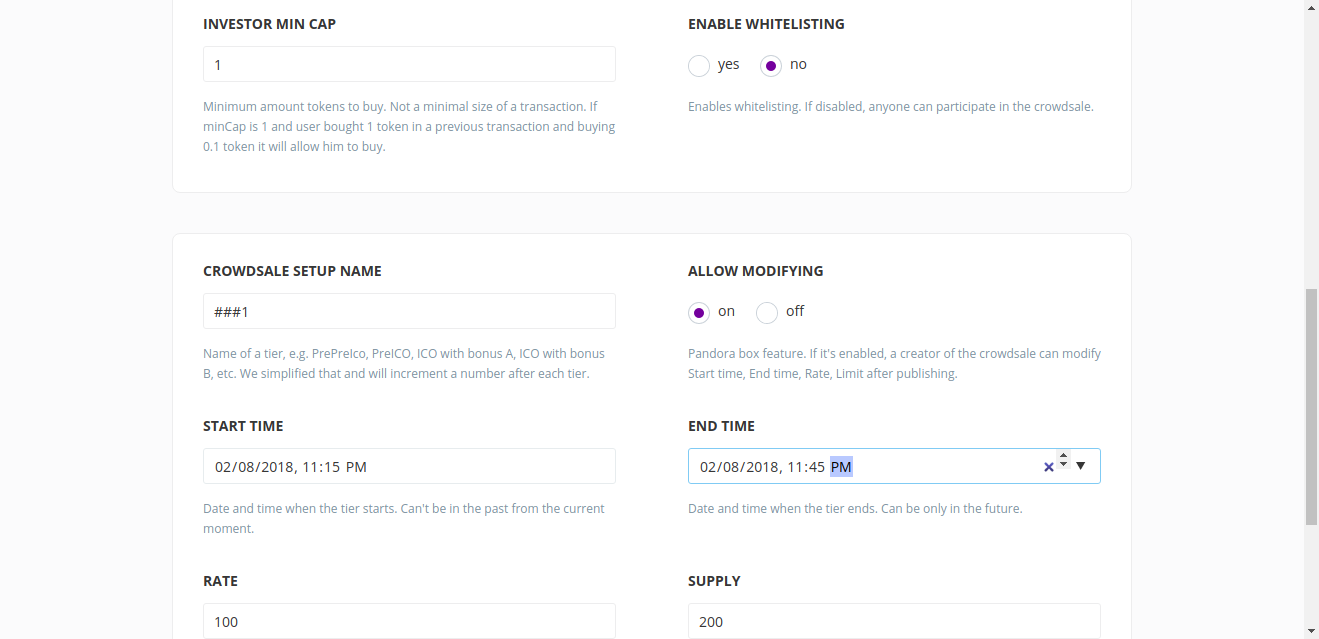 INVESTOR MIN CAP
ENABLE WHITELISTING
1
yes
no
Minimum amount tokens to buy. Not a minimal size of a transaction. If
minCap is 1 and user bought 1 token in a previous transaction and buying
0.1 token it will allow him to buy.
Enables whitelisting. If disabled, anyone can participate in the crowdsale.
CROWDSALE SETUP NAME
ALLOW MODIFYING
###1
on
off
Name of a tier, e.g. PrePreIco, PreICO, ICO with bonus A, ICO with bonus
B, etc. We simplified that and will increment a number after each tier.
Pandora box feature. If it's enabled, a creator of the crowdsale can modify
Start time, End time, Rate, Limit after publishing.
START TIME
END TIME
02/08/2018, 11:15 PM
02/08/2018, 11:45 PM
Date and time when the tier starts. Can't be in the past from the current
moment.
Date and time when the tier ends. Can be only in the future.
RATE
SUPPLY
100
200